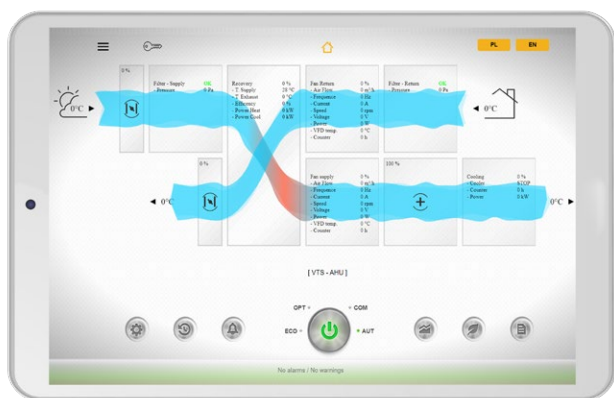 PL EN
0 %
Filter - Supply OK
- Pressure 0 Pa
Recovery 0 %
- T. Supply 20 °C
- T. Exhaust 0 °C
- Efficiency 0 %
- Power Heat 0 kW
- Power Cool 0 kW
Fan Return 0 %
- Air Flow 0 m³/h
- Frequence 0 Hz
- Current 0 A
- Speed 0 rpm
- Voltage 0 V
- Power 0 W
- VFD temp. 0 °C
- Counter 0 h
Filter - Return OK
- Pressure 0 Pa
0°C
0°C
0 %
Fan supply 0 %
- Air Flow 0 m³/h
- Frequence 0 Hz
- Current 0 A
- Speed 0 rpm
- Voltage 0 V
- Power 0 W
- VFD temp. 0 °C
- Counter 0 h
100 %
Cooling 0 %
- Cooler STOP
- Counter 0 h
- Power 0 kW
0°C
0°C
[ VTS - AHU ]
OPT COM
ECO AUT
No alarms / No warnings